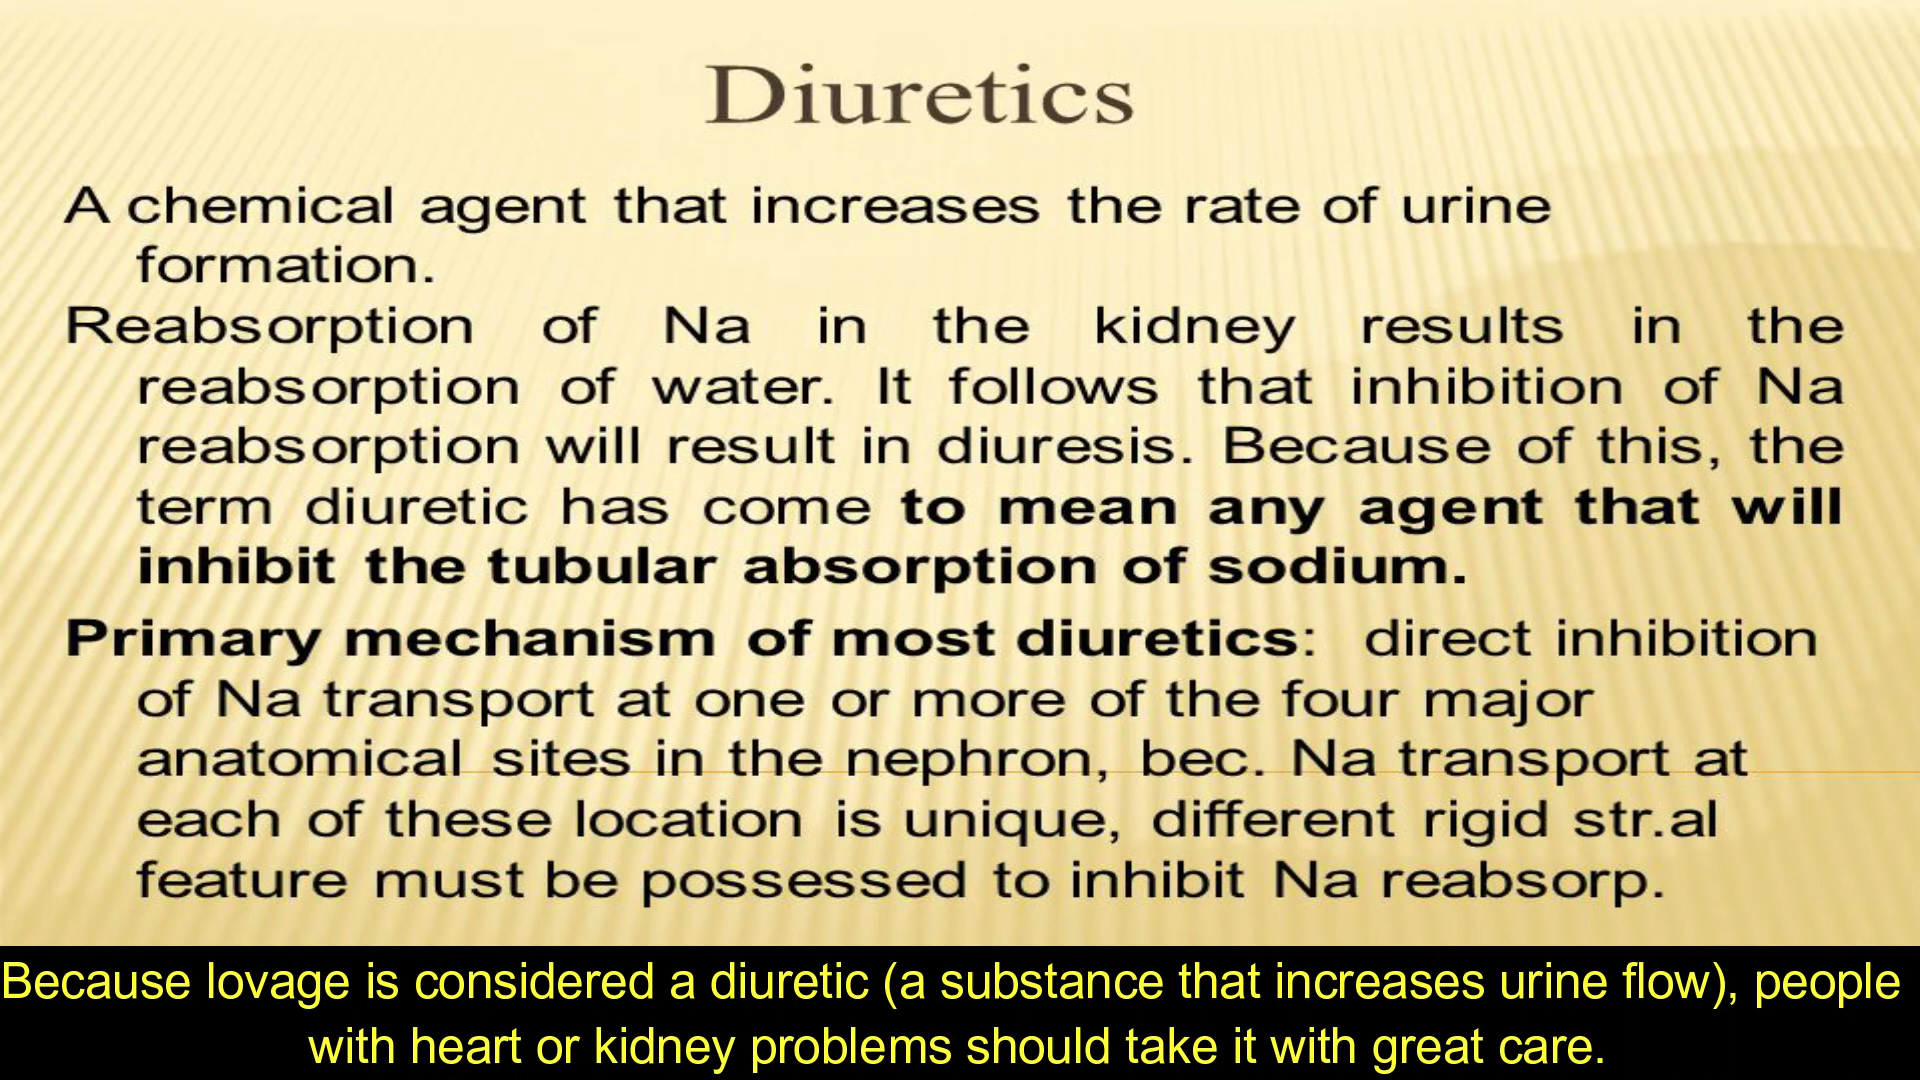 Diuretics
A chemical agent that increases the rate of urine
formation.
Reabsorption of Na in the kidney results in the
reabsorption of water. It follows that inhibition of Na
reabsorption will result in diuresis. Because of this, the
term diuretic has come to mean any agent that will
inhibit the tubular absorption of sodium.
Primary mechanism of most diuretics: direct inhibition
of Na transport at one or more of the four major
anatomical sites in the nephron, bec. Na transport at
each of these location is unique, different rigid str.al
feature must be possessed to inhibit Na reabsorp.
Because lovage is considered a diuretic (a substance that increases urine flow), people
with heart or kidney problems should take it with great care.